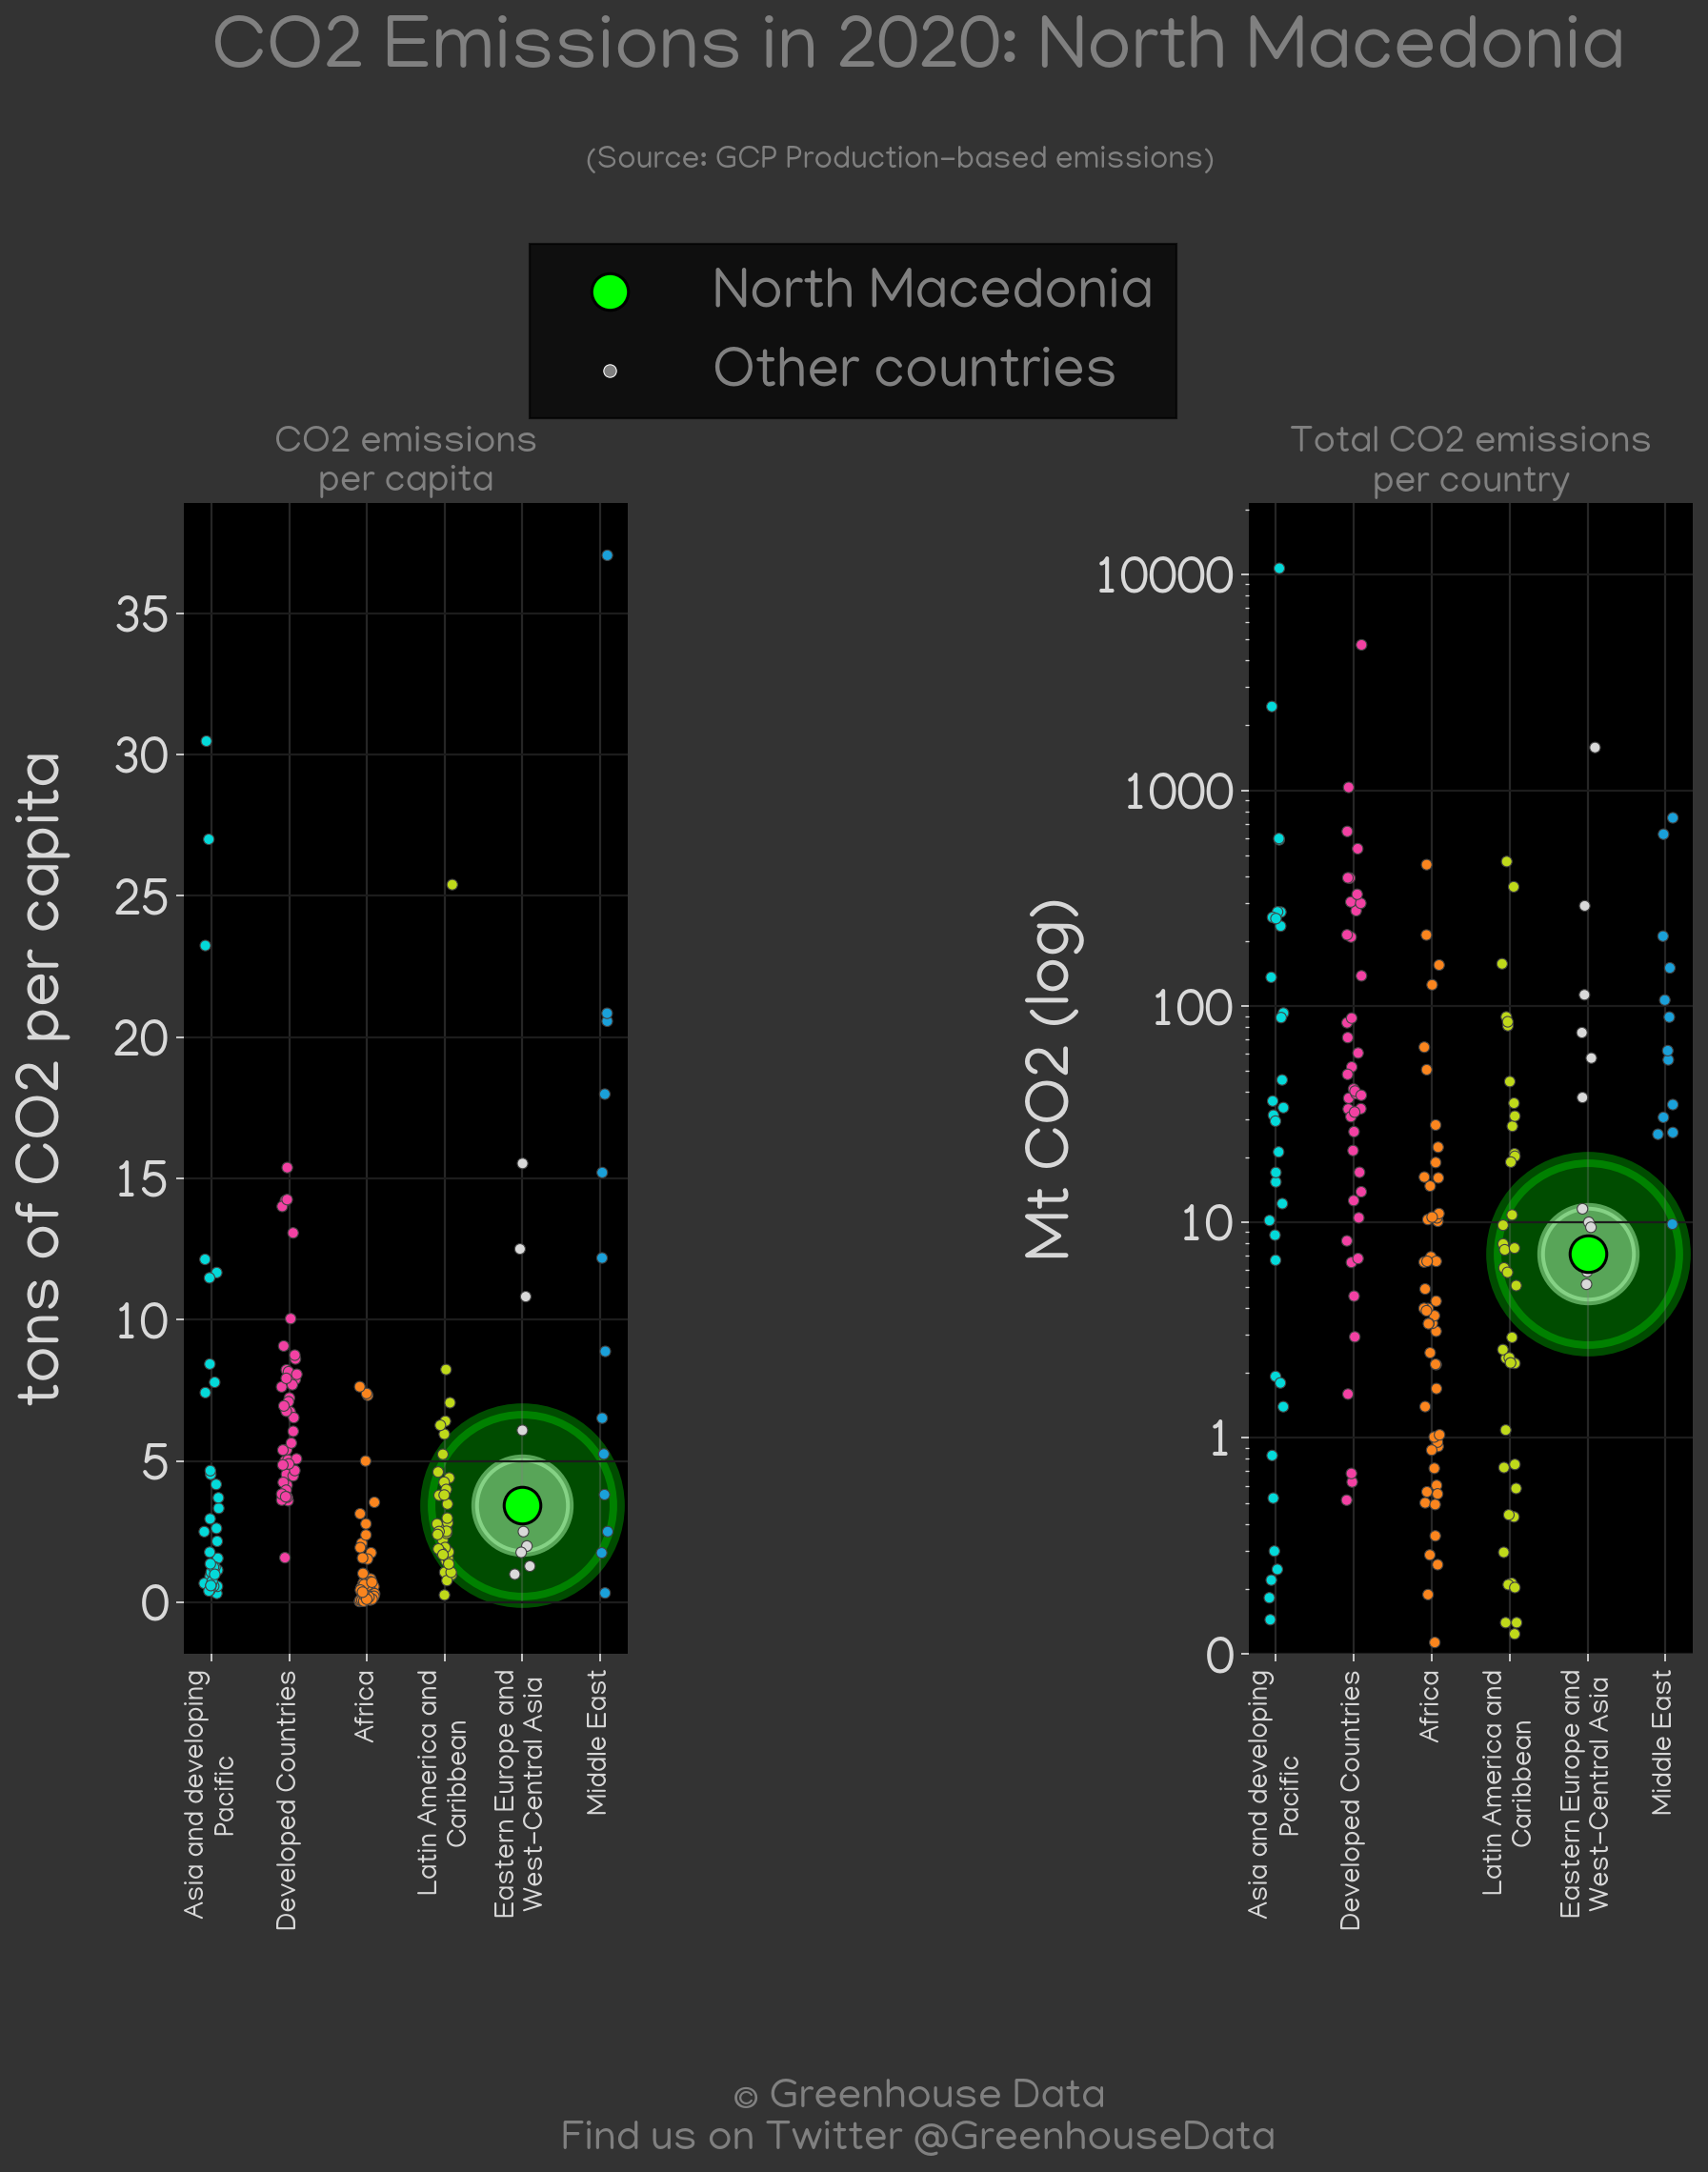 CO2 Emissions in 2020: North Macedonia
(Source: GCP Production-based emissions)
North Macedonia
Other countries
CO2 emissions
per capita
tons of CO2 per capita
35
30
25
20
15
10
5
0
Asia and developing
Pacific
Developed Countries
Africa
Latin America and
Caribbean
Eastern Europe and
West-Central Asia
Middle East
Total CO2 emissions
per country
Mt CO2 (log)
10000
1000
100
10
1
0
Asia and developing
Pacific
Developed Countries
Africa
Latin America and
Caribbean
Eastern Europe and
West-Central Asia
Middle East
© Greenhouse Data
Find us on Twitter @GreenhouseData